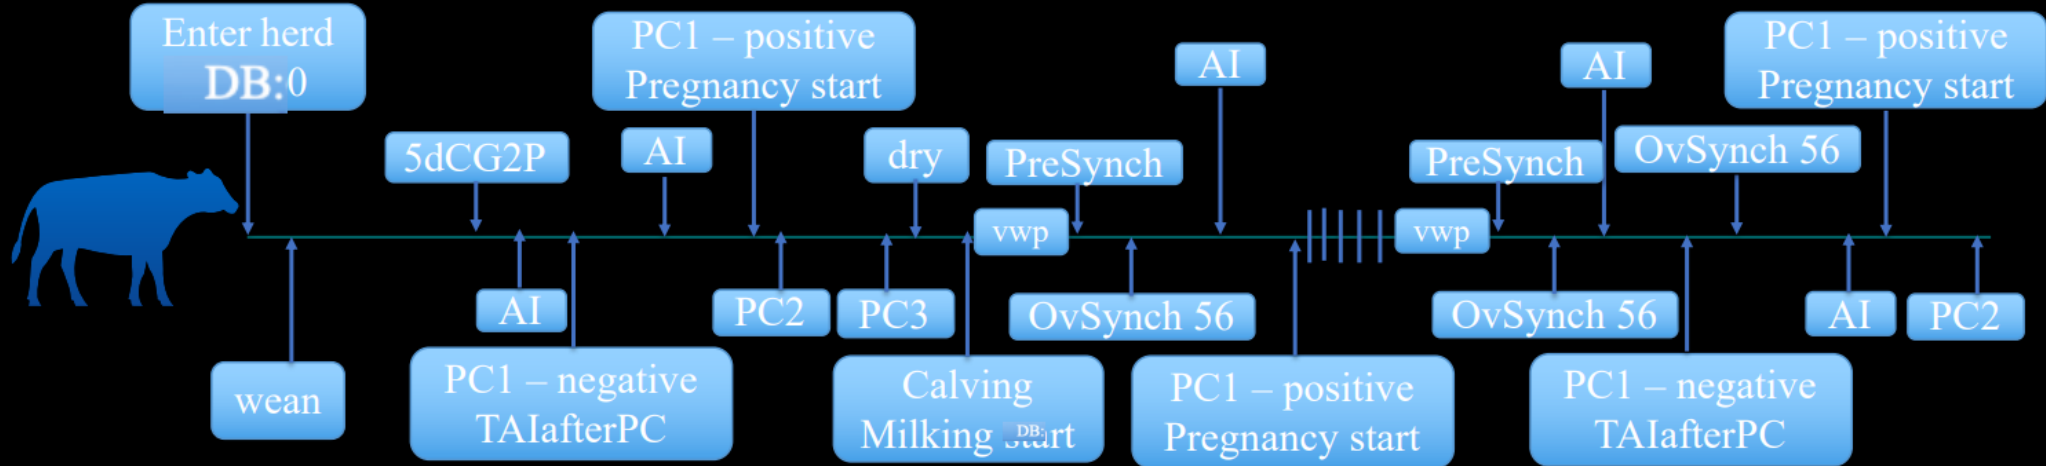 Enter herd
DB:0
PC1 – positive
Pregnancy start
AI
AI
PC1 – positive
Pregnancy start
5dCG2P
AI
dry
PreSynch
PreSynch
OvSynch 56
vwp
vwp
AI
PC2
PC3
OvSynch 56
OvSynch 56
AI
PC2
wean
PC1 – negative
TAIafterPC
Calving
Milking start
DB:
PC1 – positive
Pregnancy start
PC1 – negative
TAIafterPC